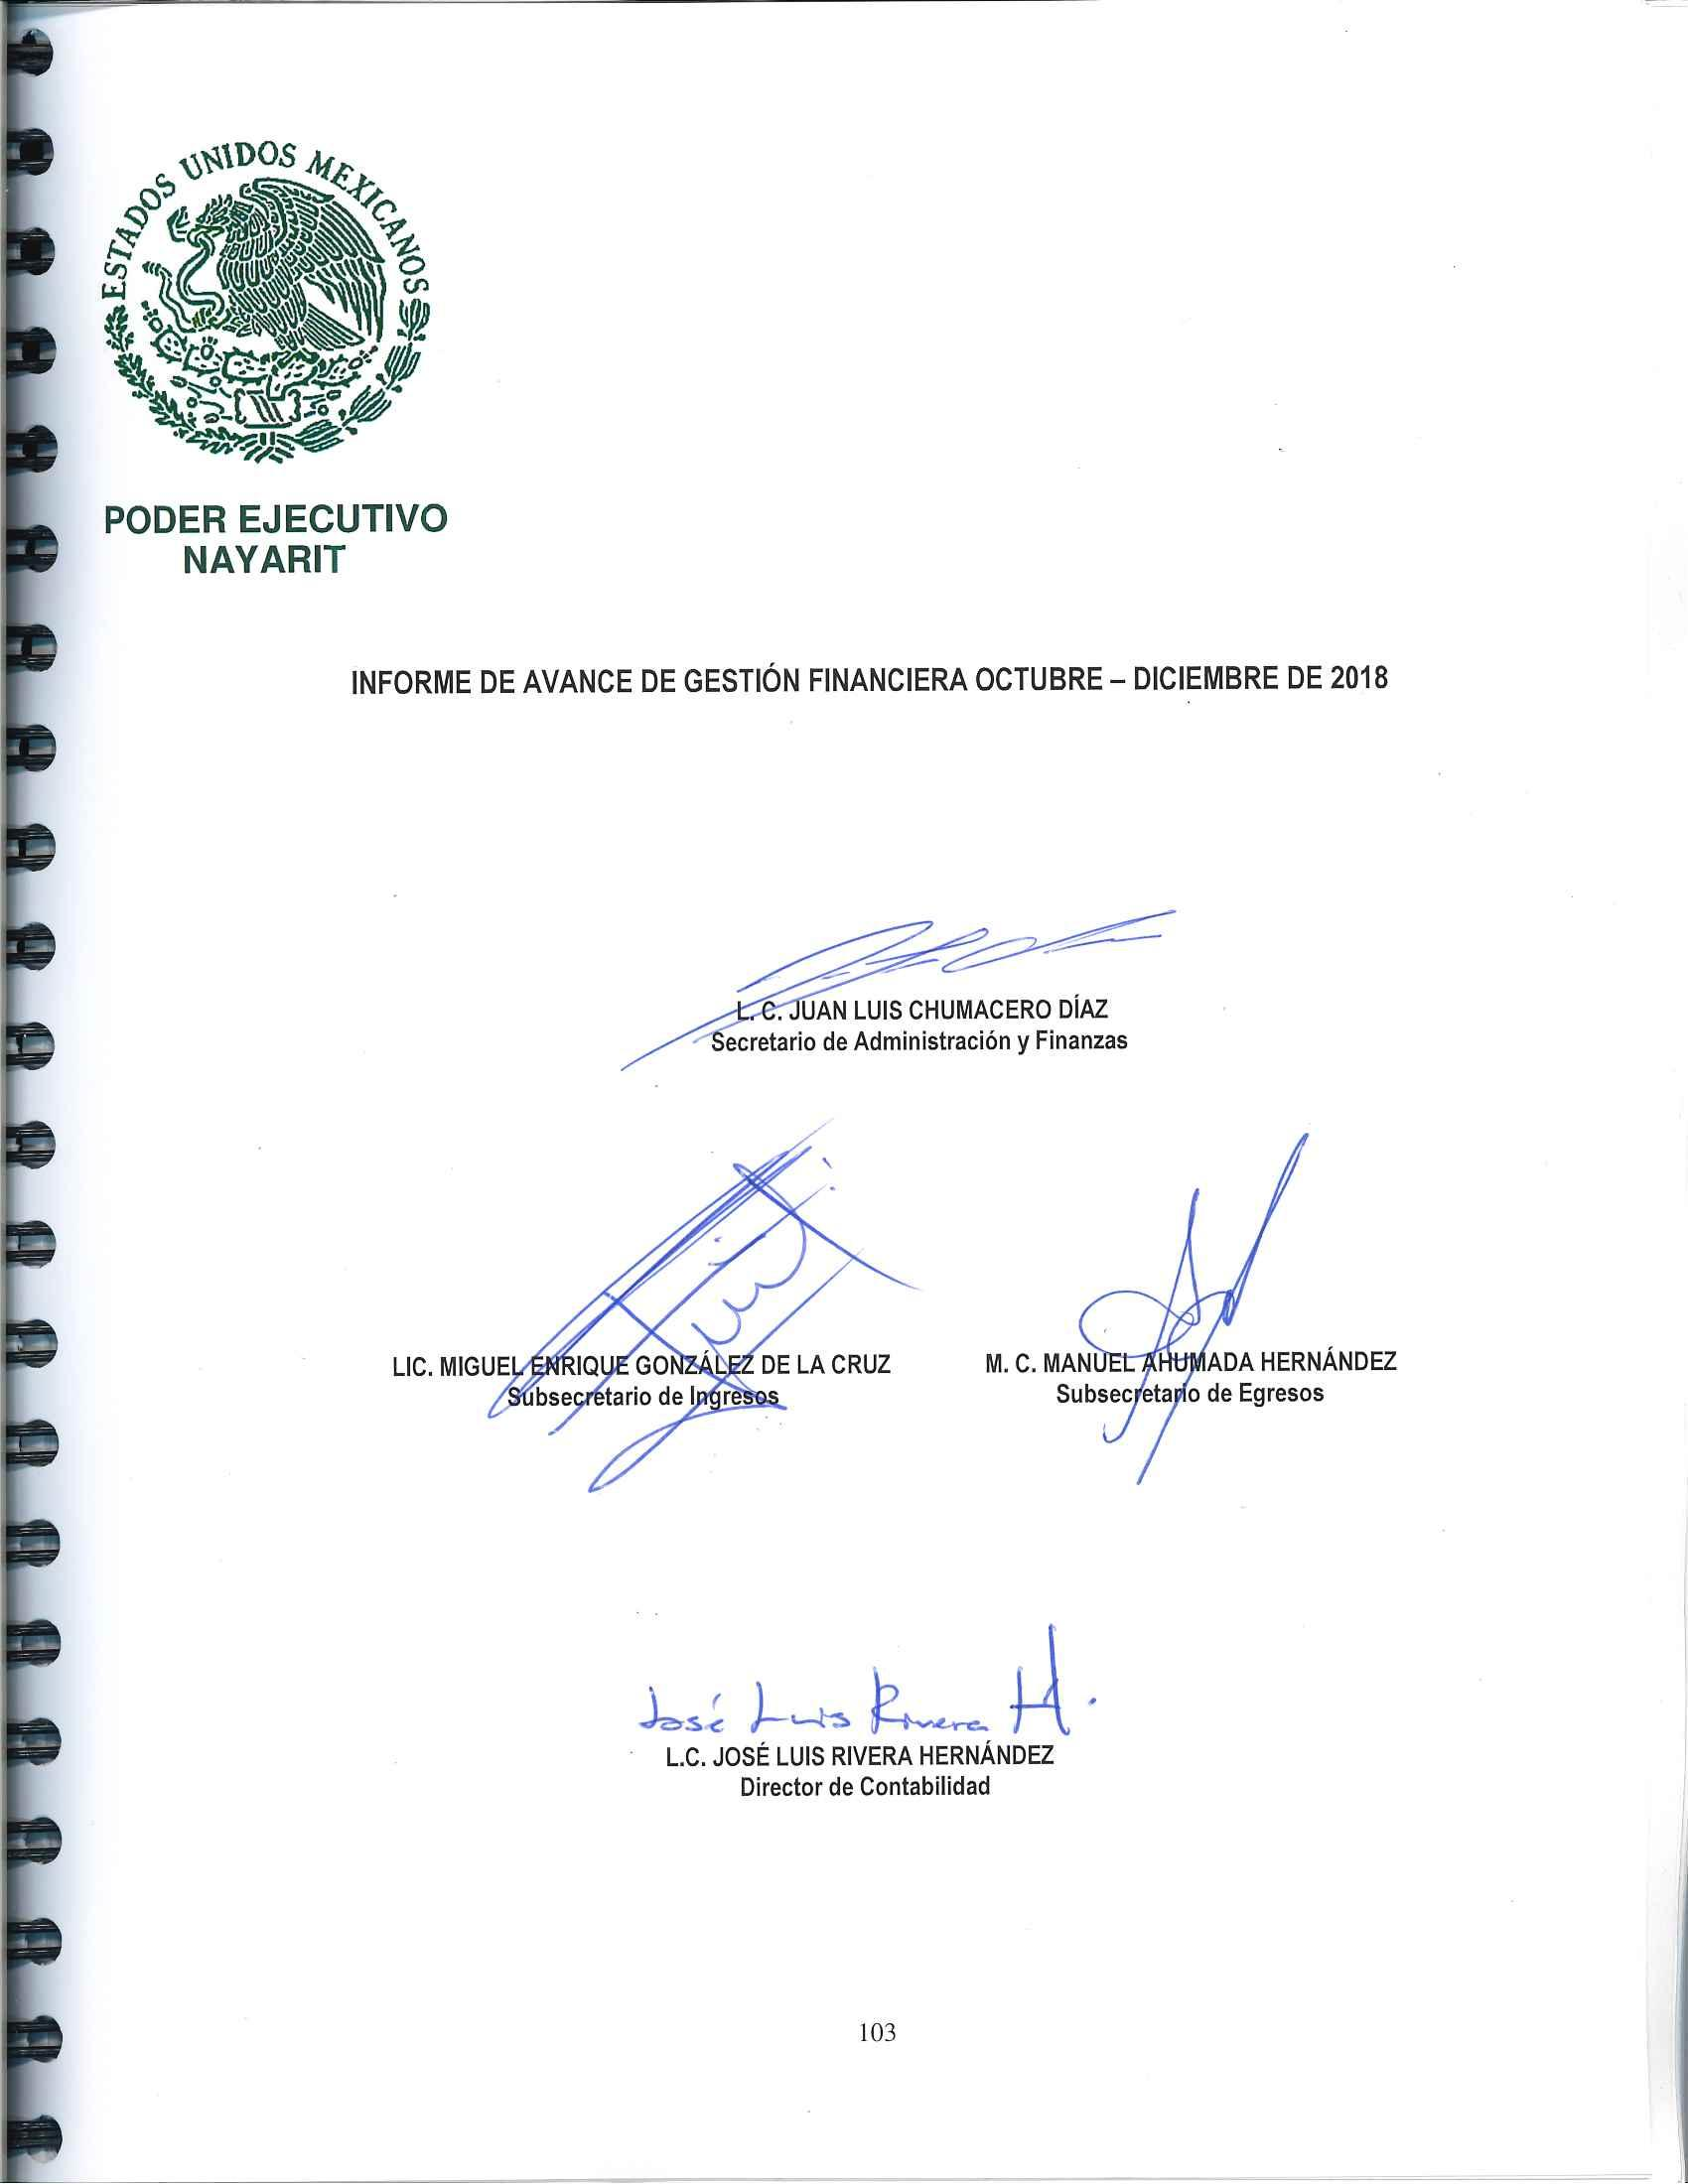 ESTADOS UNIDOS MEXICANOS
PODER EJECUTIVO
NAYARIT
INFORME DE AVANCE DE GESTIÓN FINANCIERA OCTUBRE – DICIEMBRE DE 2018
L. C. JUAN LUIS CHUMACERO DÍAZ
Secretario de Administración y Finanzas
LIC. MIGUEL ENRIQUE GONZÁLEZ DE LA CRUZ
Subsecretario de Ingresos
M. C. MANUEL AHUMADA HERNÁNDEZ
Subsecretario de Egresos
José Luis Rivera H.
L.C. JOSÉ LUIS RIVERA HERNÁNDEZ
Director de Contabilidad
103